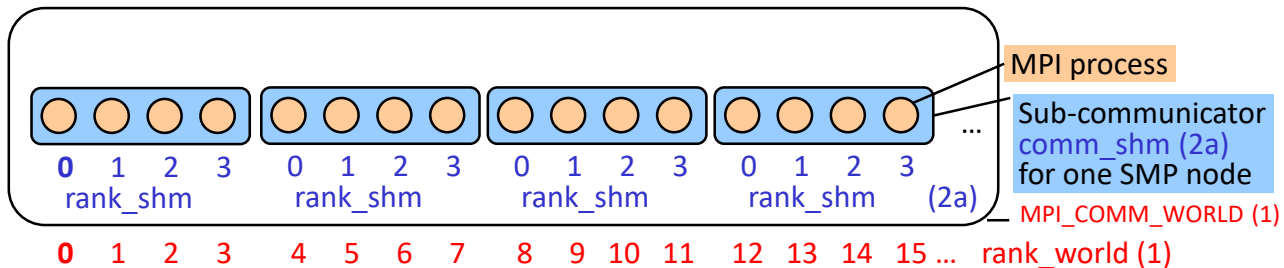 MPI process
Sub-communicator
comm_shm (2a)
for one SMP node
...
0 1 2 3 0 1 2 3 0 1 2 3 0 1 2 3
rank_shm rank_shm rank_shm rank_shm (2a)
MPI_COMM_WORLD (1)
0 1 2 3 4 5 6 7 8 9 10 11 12 13 14 15 ... rank_world (1)